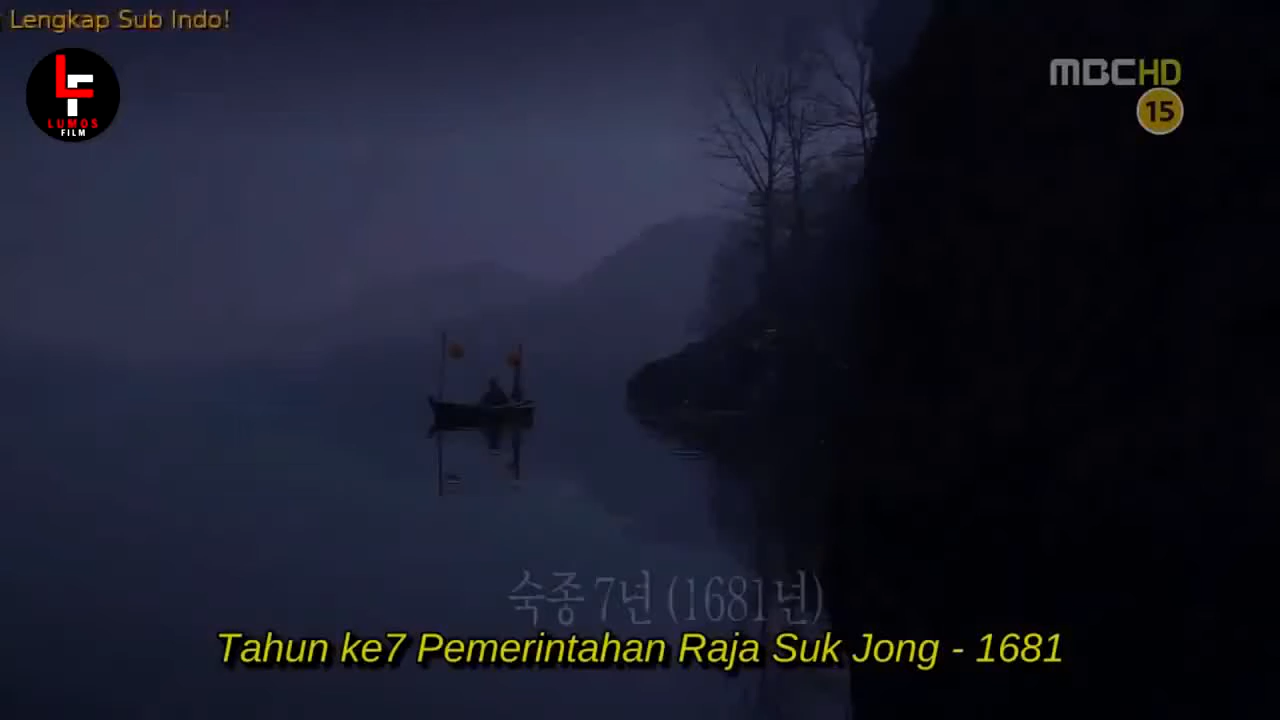 Lengkap Sub Indo!
LF
LUMOS
FILM
MBCHD
15
숙종 7년 (1681년)
Tahun ke7 Pemerintahan Raja Suk Jong - 1681